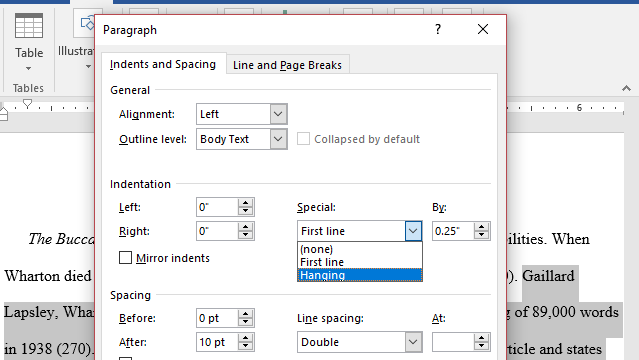 Paragraph
? ×
Table
Illustr
Tables
Indents and Spacing
Line and Page Breaks
General
Alignment: Left
Outline level: Body Text
Collapsed by default
Indentation
Left: 0"
Special:
By:
Right: 0"
First line
0.25"
(none)
First line
Hanging
Mirror indents
Spacing
Before: 0 pt
Line spacing:
At:
After: 10 pt
Double
6
The Bucca
ilities. When
Wharton died
). Gaillard
Lapsley, Wha
g of 89,000 words
in 1938 (270).
ticle and states